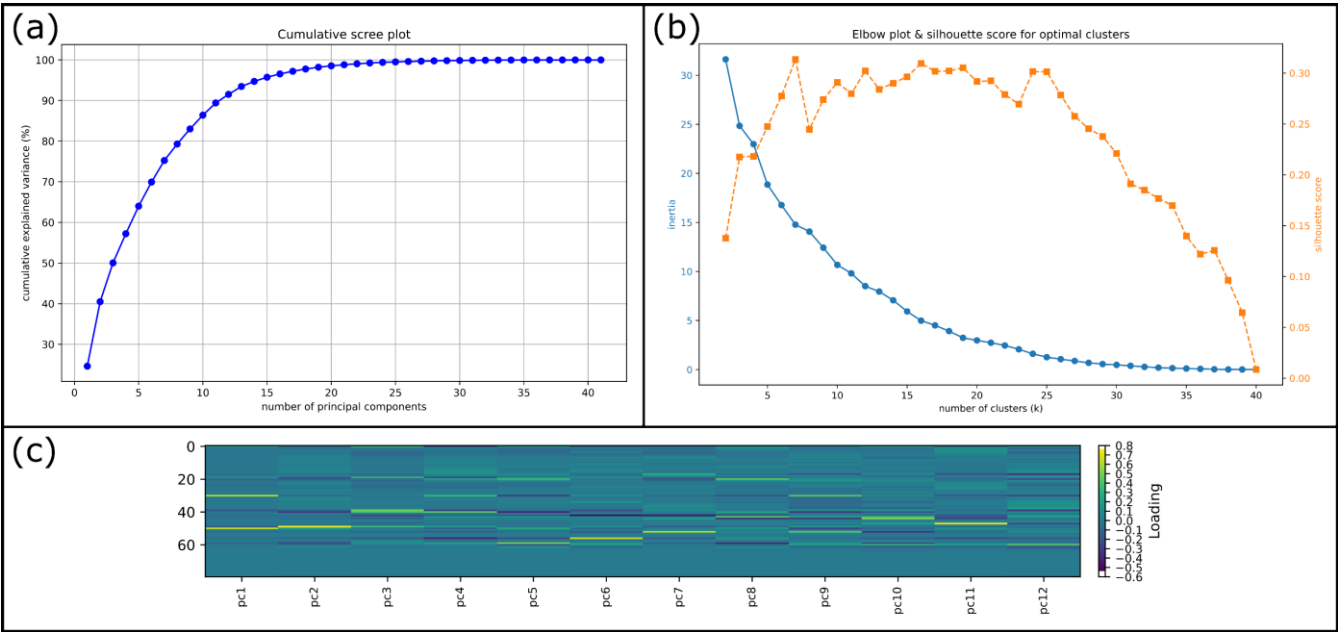 (a)
Cumulative scree plot
cumulative explained variance (%)
100
90
80
70
60
50
40
30
0 5 10 15 20 25 30 35 40
number of principal components
(b)
Elbow plot & silhouette score for optimal clusters
inertia
30
25
20
15
10
5
0
5 10 15 20 25 30 35 40
number of clusters (k)
0.30
0.25
0.20
0.15
0.10
0.05
0.00
silhouette score
(c)
0
20
40
60
pc1 pc2 pc3 pc4 pc5 pc6 pc7 pc8 pc9 pc10 pc11 pc12
0.8
0.7
0.6
0.5
0.4
0.3
0.2
0.1
0.0
−0.1
−0.2
−0.3
−0.4
−0.5
−0.6
Loading